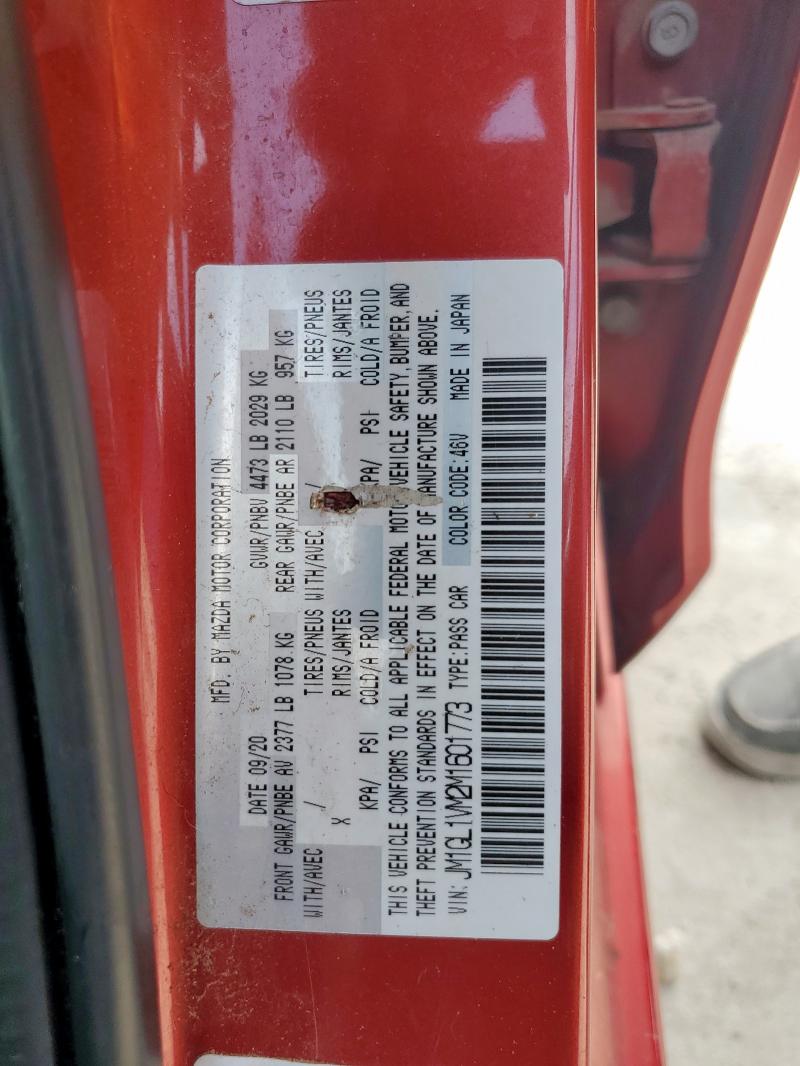 MFD. BY MAZDA MOTOR CORPORATION
DATE 09/20 GVWR/PNBV 4473 LB 2029 KG
FRONT GAWR/PNBE AV 2377 LB 1078 KG REAR GAWR/PNBE AR 2110 LB 957 KG
WITH/AVEC / TIRES/PNEUS WITH/AVEC / TIRES/PNEUS
X RIMS/JANTES RIMS/JANTES
KPA/ PSI COLD/A FROID PSI COLD/A FROID
THIS VEHICLE CONFORMS TO ALL APPLICABLE FEDERAL VEHICLE SAFETY, BUMPER, AND
THEFT PREVENTION STANDARDS IN EFFECT ON THE DATE OF MANUFACTURE SHOWN ABOVE.
VIN: JM1GL1VM2M1601773 TYPE:PASS CAR COLOR CODE:46V MADE IN JAPAN